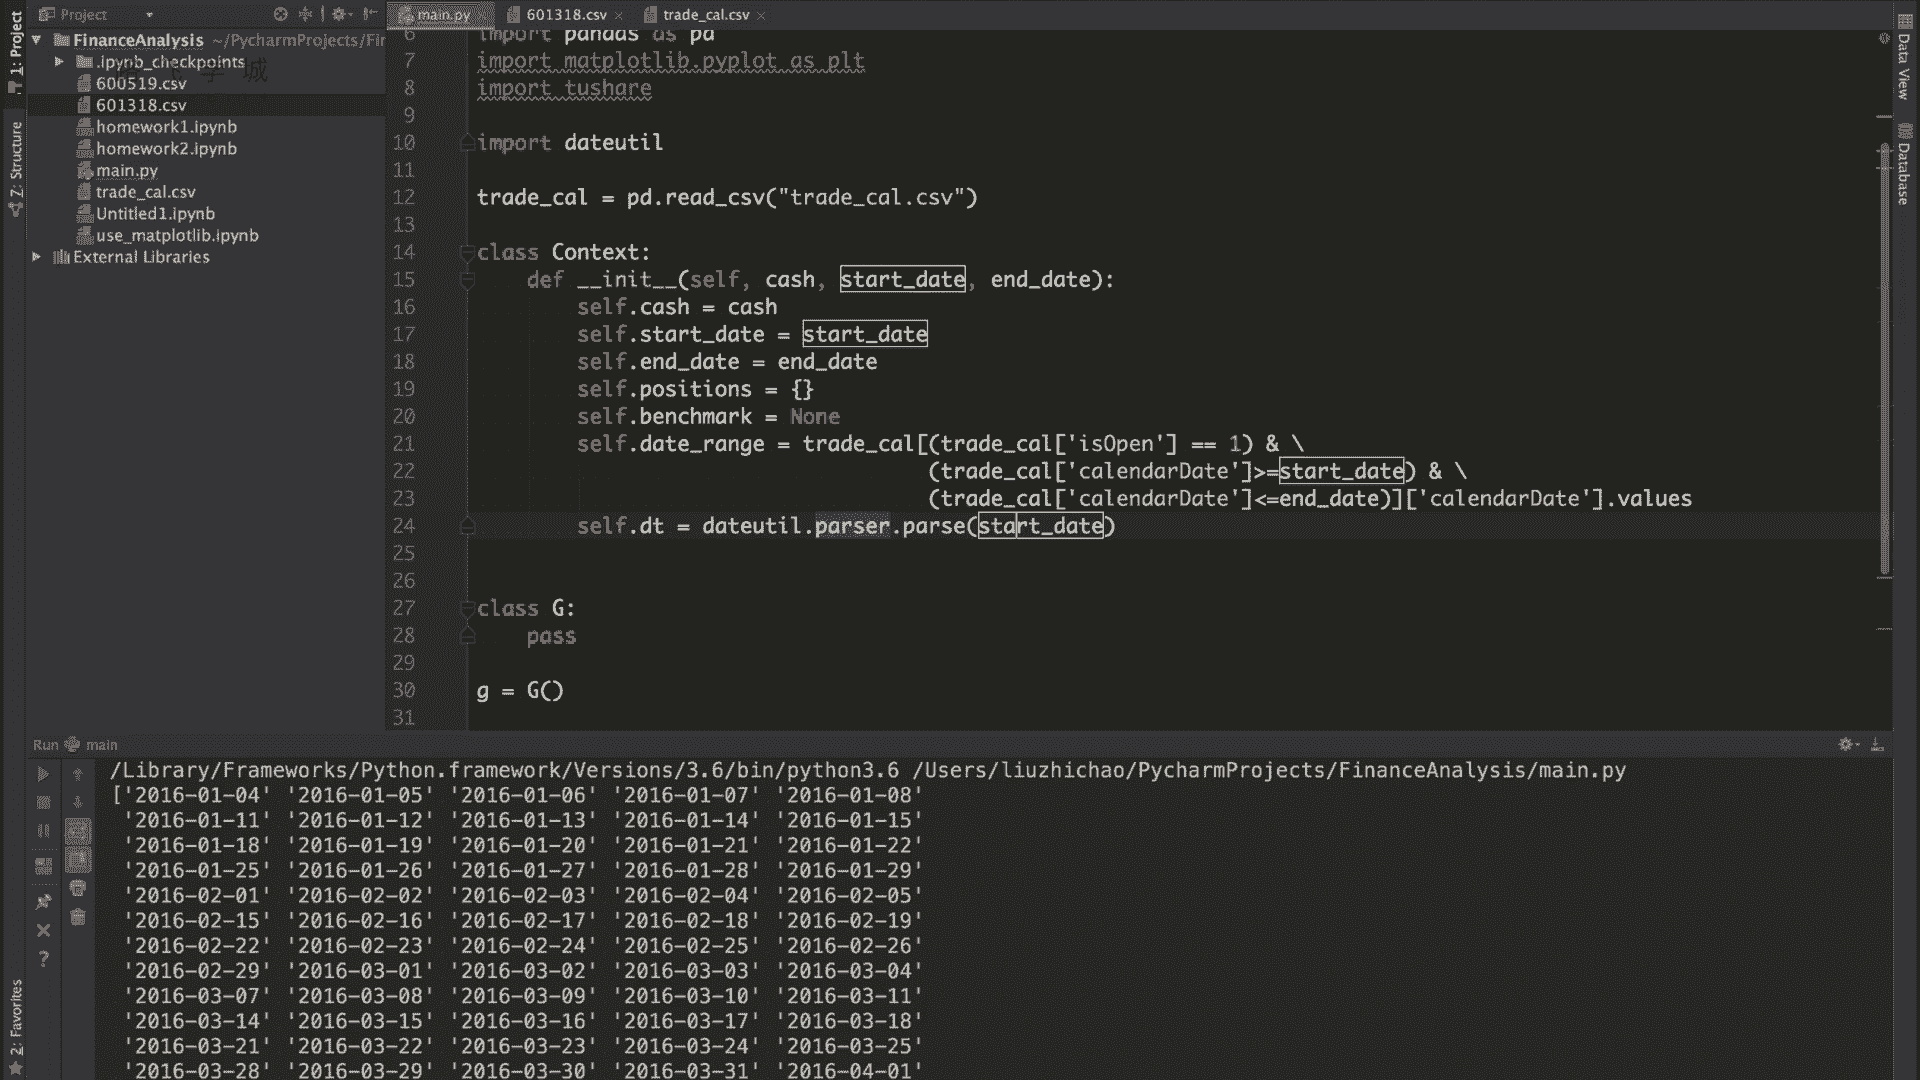 1: Project
Project
FinanceAnalysis ~/PycharmProjects/Fir
.ipynb_checkpoints
600519.csv
601318.csv
homework1.ipynb
homework2.ipynb
main.py
trade_cal.csv
Untitled1.ipynb
use_matplotlib.ipynb
External Libraries
7: Structure
2: Favorites
main.py
601318.csv
trade_cal.csv
6 import pandas as pd
7 import matplotlib.pyplot as plt
8 import tushare
9
10 import dateutil
11
12 trade_cal = pd.read_csv("trade_cal.csv")
13
14 class Context:
15 def __init__(self, cash, start_date, end_date):
16 self.cash = cash
17 self.start_date = start_date
18 self.end_date = end_date
19 self.positions = {}
20 self.benchmark = None
21 self.date_range = trade_cal[(trade_cal['isOpen'] == 1) & \
22 (trade_cal['calendarDate']>=start_date) & \
23 (trade_cal['calendarDate']<=end_date)]['calendarDate'].values
24 self.dt = dateutil.parser.parse(start_date)
25
26
27 class G:
28 pass
29
30 g = G()
31
Data View
Database
Run main
/Library/Frameworks/Python.framework/Versions/3.6/bin/python3.6 /Users/liuzhichao/PycharmProjects/FinanceAnalysis/main.py
['2016-01-04' '2016-01-05' '2016-01-06' '2016-01-07' '2016-01-08'
'2016-01-11' '2016-01-12' '2016-01-13' '2016-01-14' '2016-01-15'
'2016-01-18' '2016-01-19' '2016-01-20' '2016-01-21' '2016-01-22'
'2016-01-25' '2016-01-26' '2016-01-27' '2016-01-28' '2016-01-29'
'2016-02-01' '2016-02-02' '2016-02-03' '2016-02-04' '2016-02-05'
'2016-02-15' '2016-02-16' '2016-02-17' '2016-02-18' '2016-02-19'
'2016-02-22' '2016-02-23' '2016-02-24' '2016-02-25' '2016-02-26'
'2016-02-29' '2016-03-01' '2016-03-02' '2016-03-03' '2016-03-04'
'2016-03-07' '2016-03-08' '2016-03-09' '2016-03-10' '2016-03-11'
'2016-03-14' '2016-03-15' '2016-03-16' '2016-03-17' '2016-03-18'
'2016-03-21' '2016-03-22' '2016-03-23' '2016-03-24' '2016-03-25'
'2016-03-28' '2016-03-29' '2016-03-30' '2016-03-31' '2016-04-01'